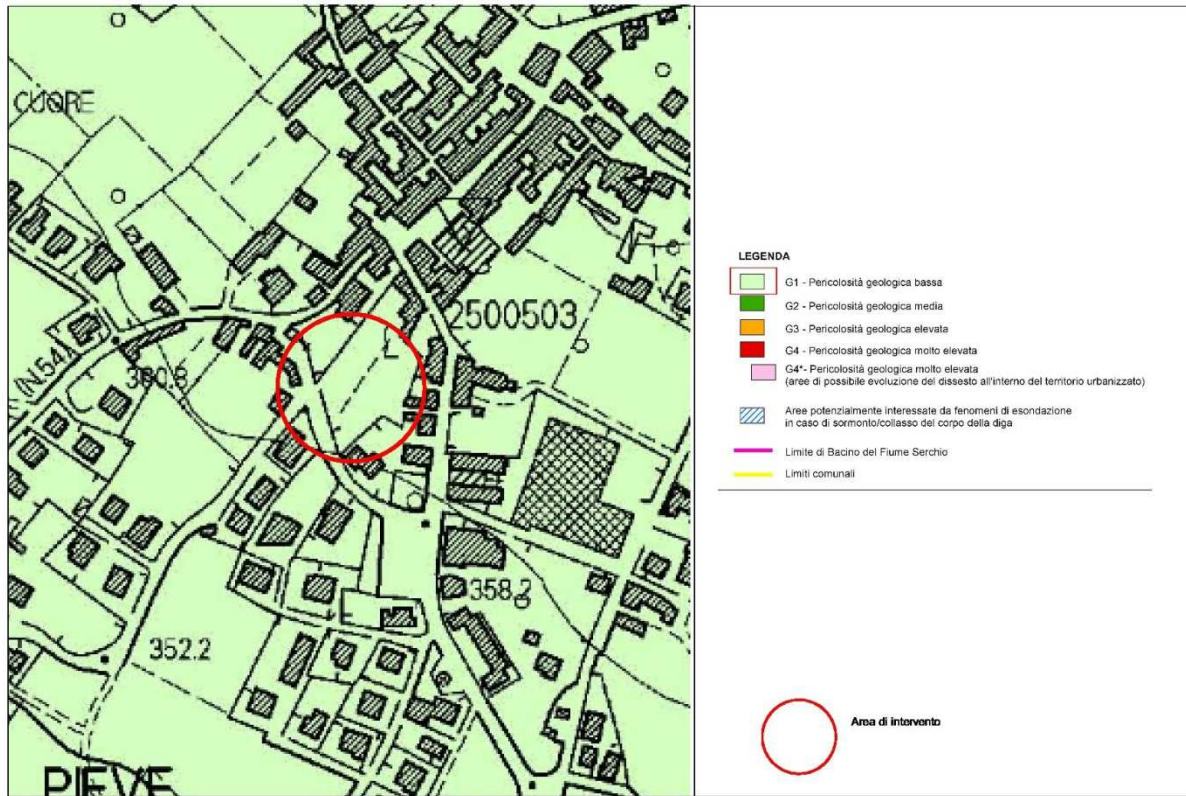 CUORE
2500503
(N.541
360.8
358.2
352.2
PIEVE
LEGENDA
G1 - Pericolosità geologica bassa
G2 - Pericolosità geologica media
G3 - Pericolosità geologica elevata
G4 - Pericolosità geologica molto elevata
G4*- Pericolosità geologica molto elevata
(aree di possibile evoluzione del dissesto all'interno del territorio urbanizzato)
Aree potenzialmente interessate da fenomeni di esondazione
in caso di sormonto/collasso del corpo della diga
Limite di Bacino del Fiume Serchio
Limiti comunali
Area di intervento